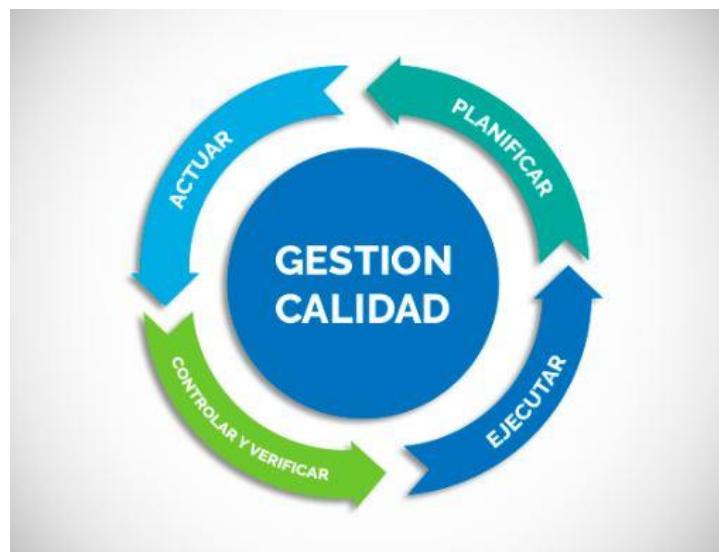 GESTION
CALIDAD
PLANIFICAR
EJECUTAR
CONTROLAR Y VERIFICAR
ACTUAR